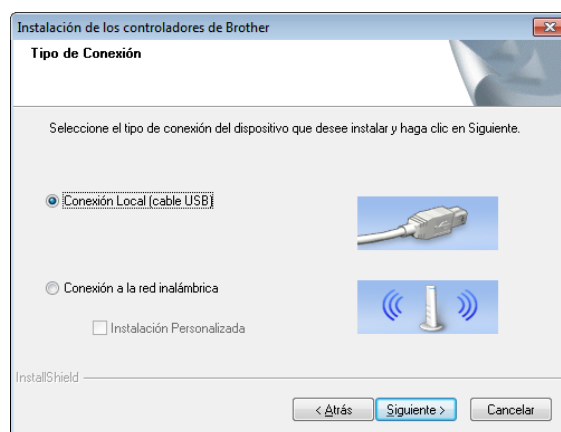 Instalación de los controladores de Brother
Tipo de Conexión
Seleccione el tipo de conexión del dispositivo que desee instalar y haga clic en Siguiente.
Conexión Local (cable USB)
Conexión a la red inalámbrica
Instalación Personalizada
InstallShield
< Atrás
Siguiente >
Cancelar